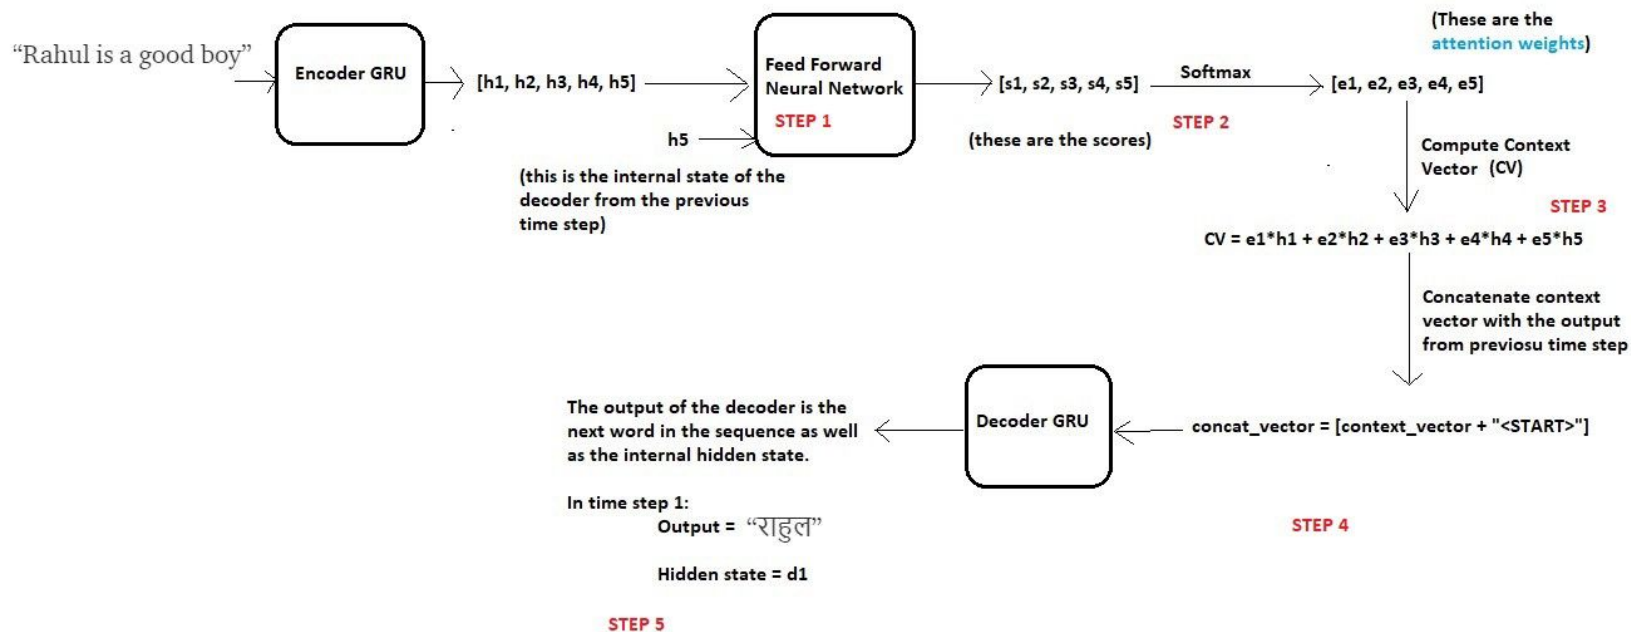 “Rahul is a good boy”
Encoder GRU
[h1, h2, h3, h4, h5]
h5
(this is the internal state of the
decoder from the previous
time step)
Feed Forward
Neural Network
STEP 1
[s1, s2, s3, s4, s5]
(these are the scores)
Softmax
STEP 2
(These are the
attention weights)
[e1, e2, e3, e4, e5]
Compute Context
Vector (CV)
STEP 3
CV = e1*h1 + e2*h2 + e3*h3 + e4*h4 + e5*h5
Concatenate context
vector with the output
from previosu time step
concat_vector = [context_vector + "<START>"]
STEP 4
Decoder GRU
The output of the decoder is the
next word in the sequence as well
as the internal hidden state.
In time step 1:
Output = “राहुल”
Hidden state = d1
STEP 5